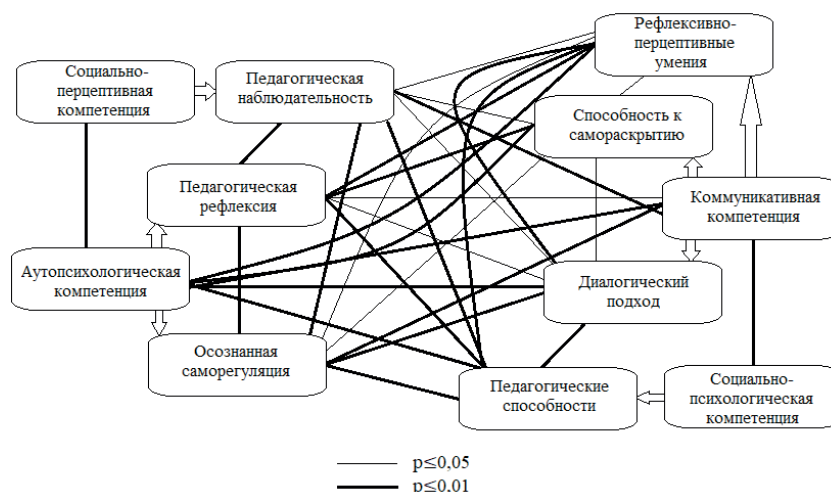 Рефлексивно-
перцептивные
умения
Социально-
перцептивная
компетенция
Педагогическая
наблюдательность
Способность к
самораскрытию
Педагогическая
рефлексия
Коммуникативная
компетенция
Аутопсихологическая
компетенция
Диалогический
подход
Осознанная
саморегуляция
Педагогические
способности
Социально-
психологическая
компетенция
p≤0,05
p≤0,01